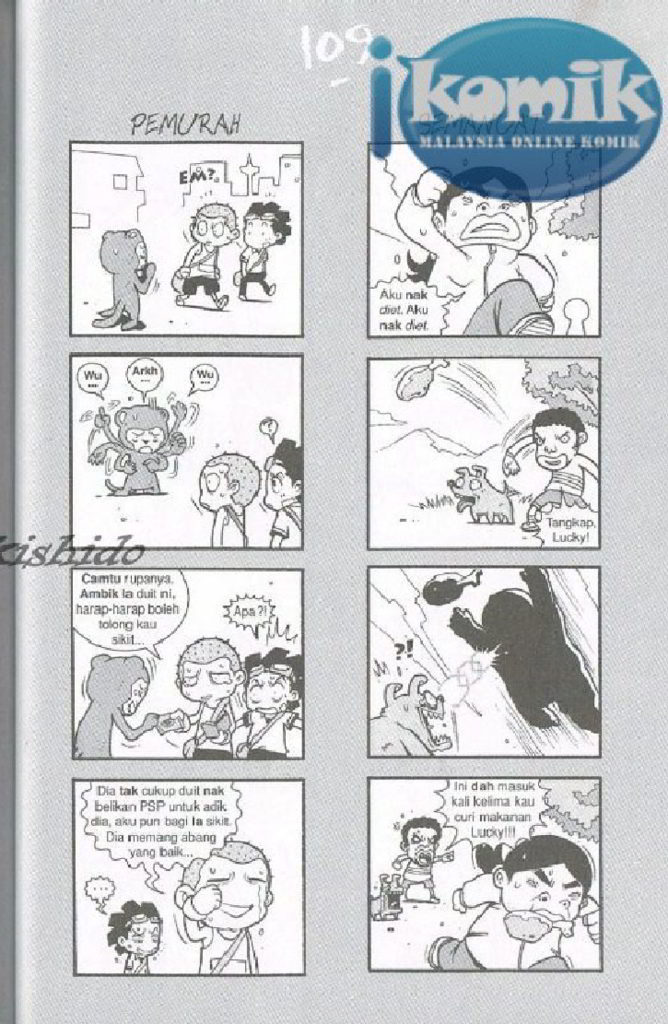 109
ikomik
MALAYSIA ONLINE KOMIK
PEMURAH
EM?
Wu
...
Arkh
...
Wu
...
?
Camtu rupanya.
Ambik la duit ni,
harap-harap boleh
tolong kau
sikit...
Apa?!
Dia tak cukup duit nak
belikan PSP untuk adik
dia, aku pun bagi la sikit.
Dia memang abang
yang baik...
...
SEMANGAT
Aku nak
diet. Aku
nak diet.
Tangkap,
Lucky!
?!
Ini dah masuk
kali kelima kau
curi makanan
Lucky!!!
kishido